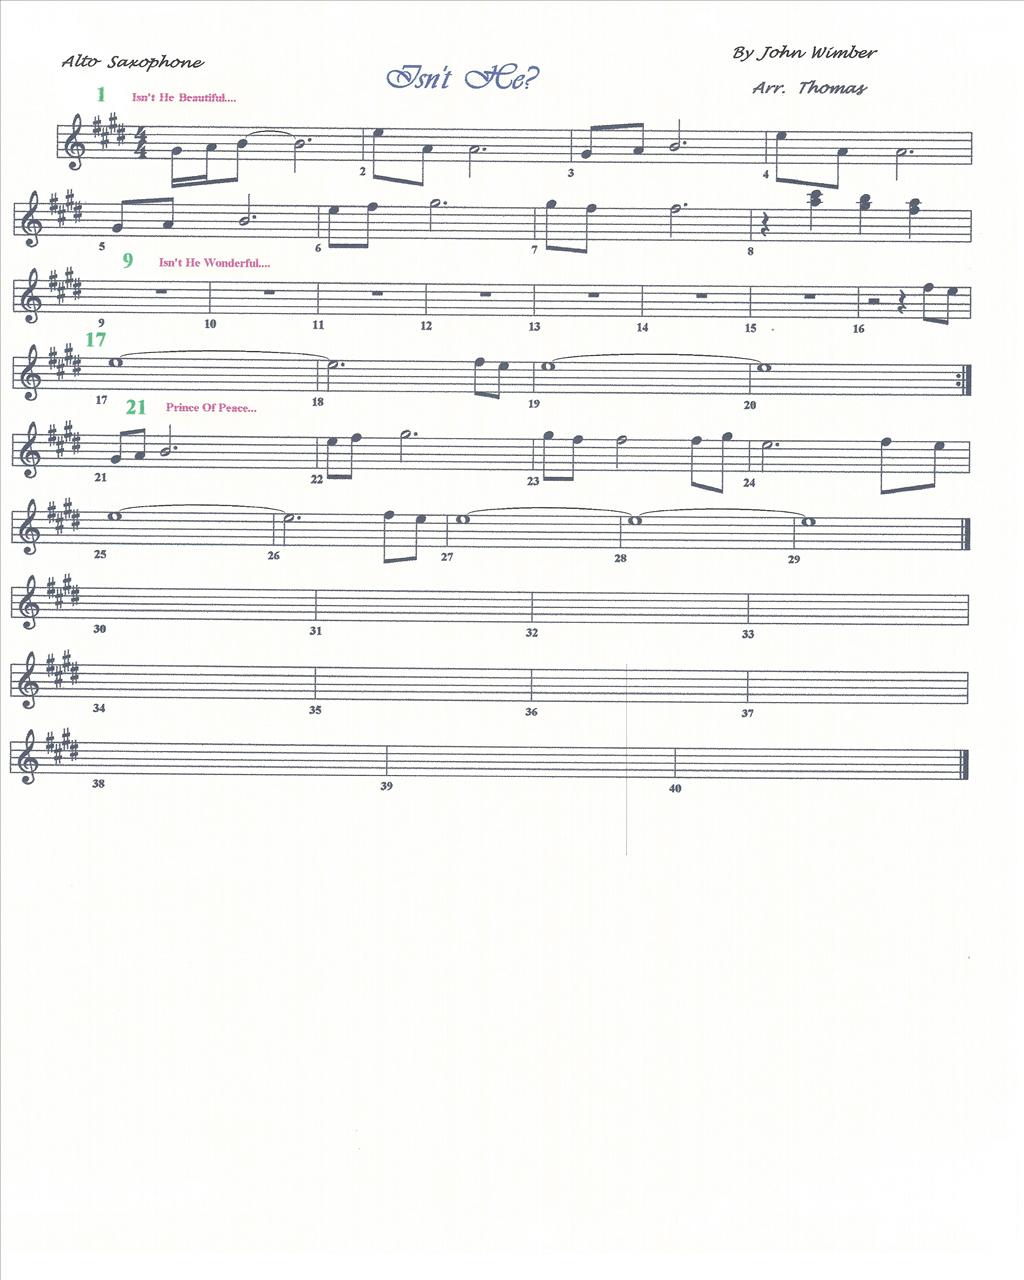 Alto Saxophone
Isn't He?
By John Wimber
Arr. Thomas
1 Isn't He Beautiful....
4
4
2 3 4
5 6 7 8
9 Isn't He Wonderful....
9 10 11 12 13 14 15 16
17
17 18 19 20
21 Prince Of Peace...
21 22 23 24
25 26 27 28 29
30 31 32 33
34 35 36 37
38 39 40